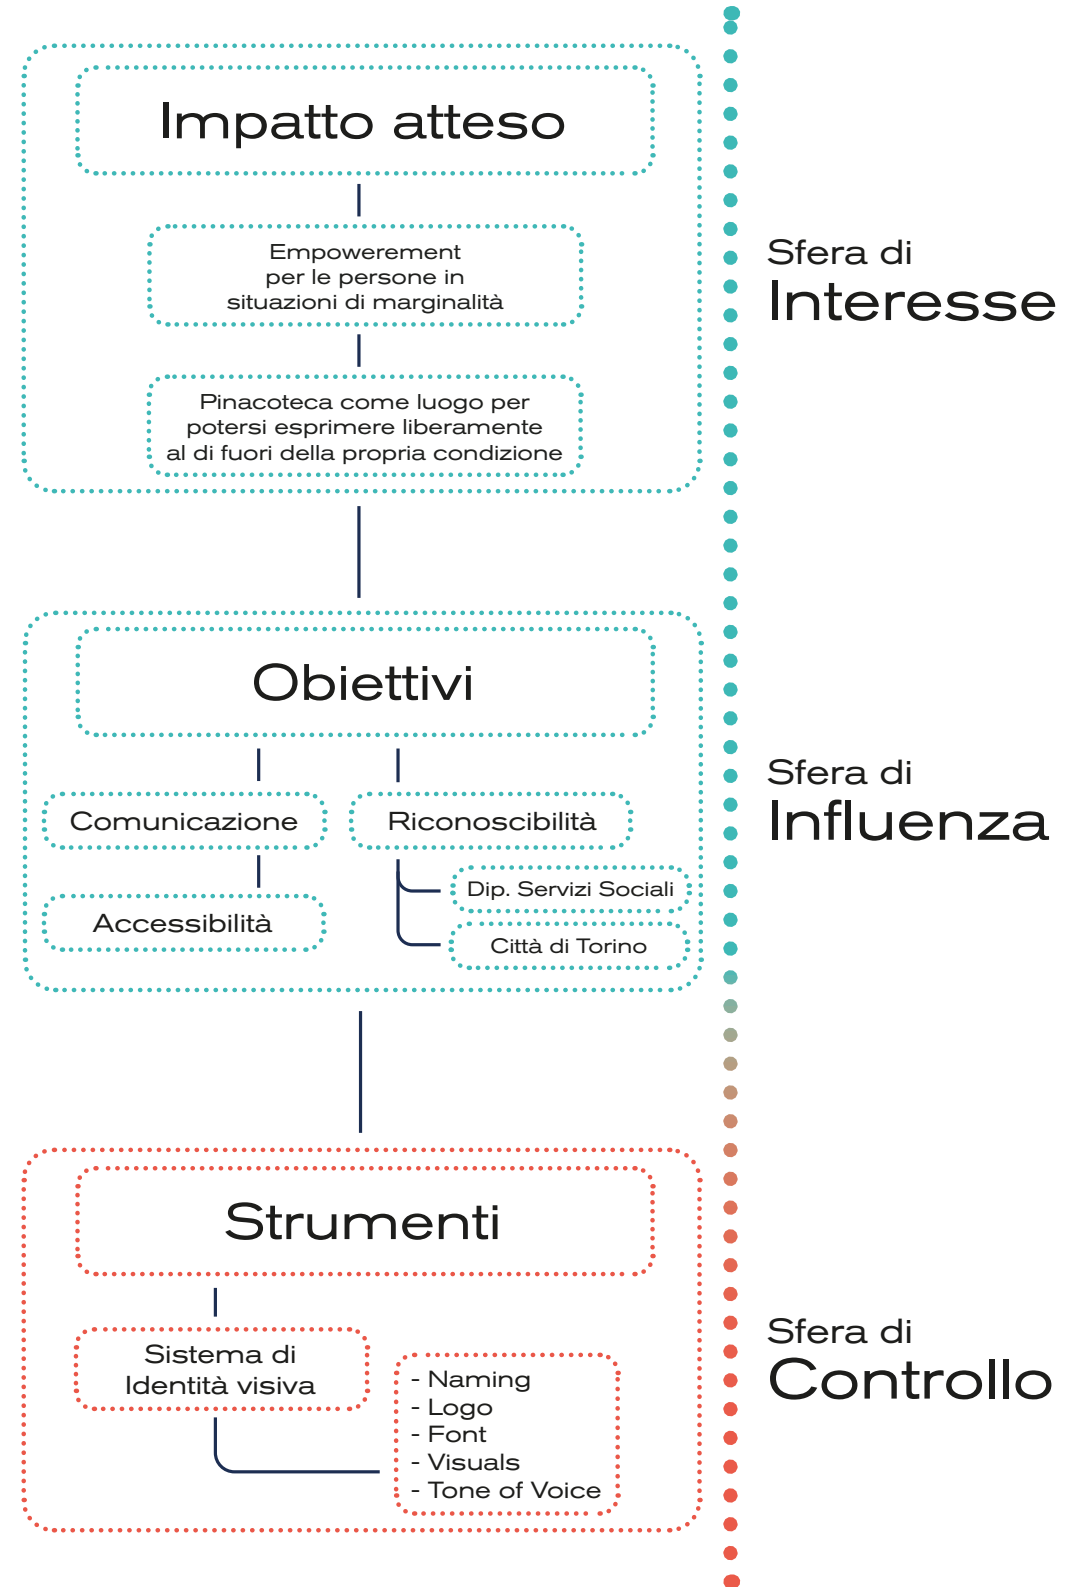 Impatto atteso
Empowerement
per le persone in
situazioni di marginalità
Pinacoteca come luogo per
potersi esprimere liberamente
al di fuori della propria condizione
Sfera di
Interesse
Obiettivi
Comunicazione
Riconoscibilità
Accessibilità
Dip. Servizi Sociali
Città di Torino
Sfera di
Influenza
Strumenti
Sistema di
Identità visiva
- Naming
- Logo
- Font
- Visuals
- Tone of Voice
Sfera di
Controllo